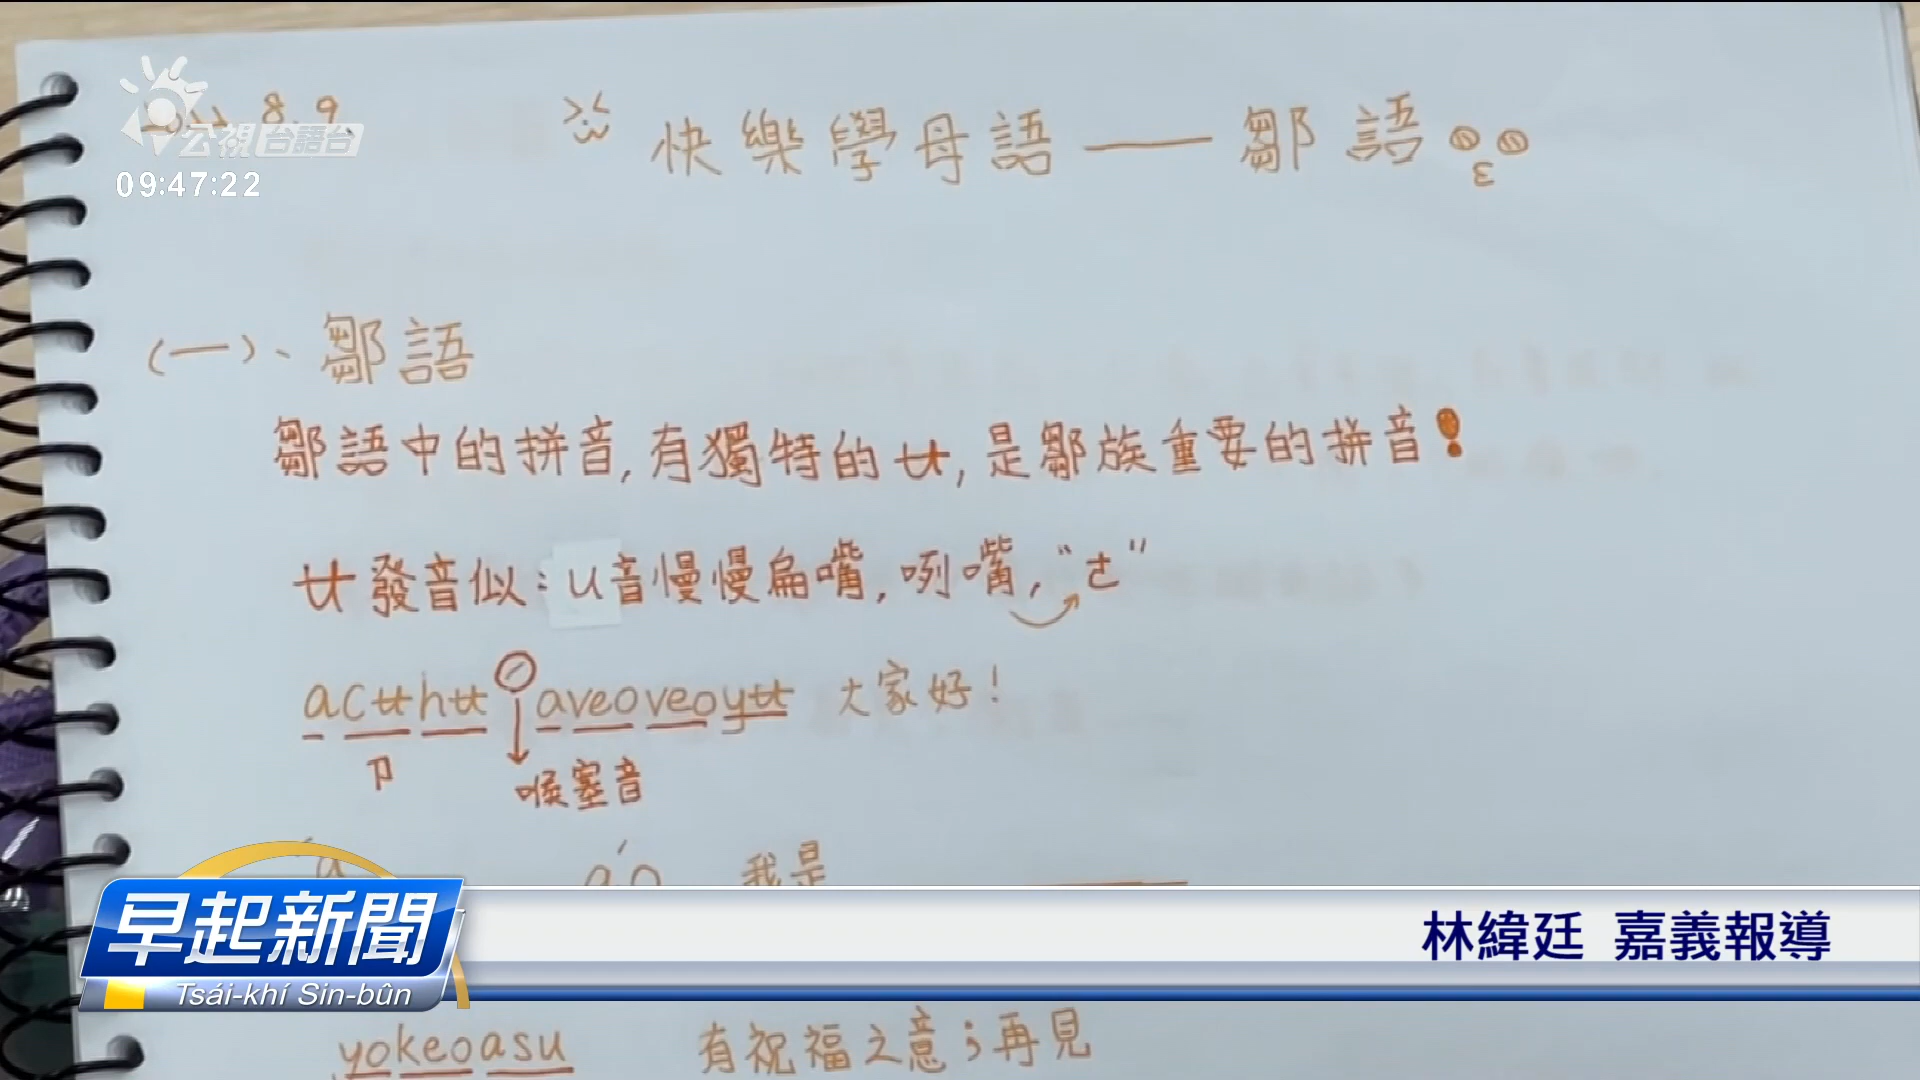 8.9.
公視台語台
09:47:22
快樂學母語——鄒語
(一)、鄒語
鄒語中的拼音,有獨特的ʉ,是鄒族重要的拼音!
ʉ發音似:u音慢慢扁嘴,咧嘴,"ㄜ"
acʉhʉ ˊ aveoveoyʉ 大家好!
ㄗ
喉塞音
我是
早起新聞
Tsái-khí Sin-bûn
林緯廷 嘉義報導
yokeoasu 有祝福之意;再見